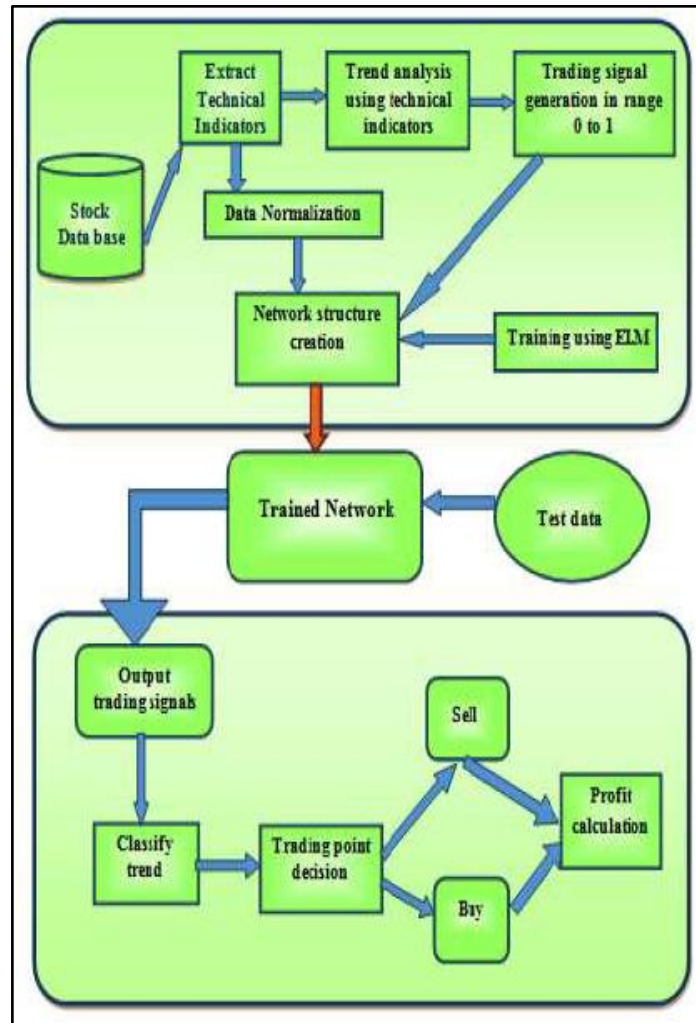 Extract
Technical
Indicators
Trend analysis
using technical
indicators
Trading signal
generation in range
0 to 1
Stock
Data base
Data Normalization
Network structure
creation
Training using ELM
Trained Network
Test data
Output
trading signals
Sell
Profit
calculation
Classify
trend
Trading point
decision
Buy